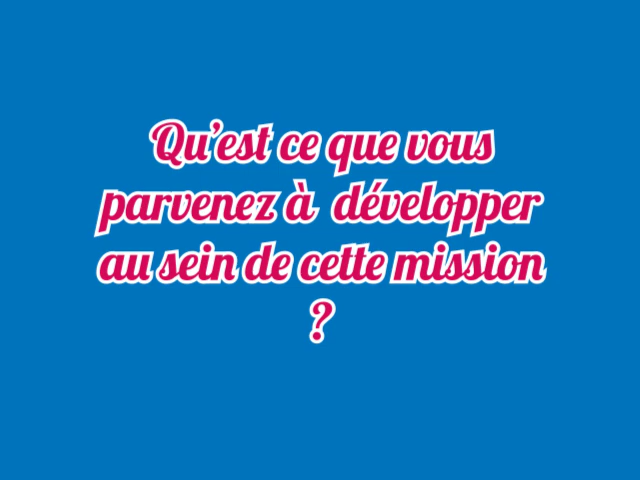 Qu’est ce que vous
parvenez à développer
au sein de cette mission
?